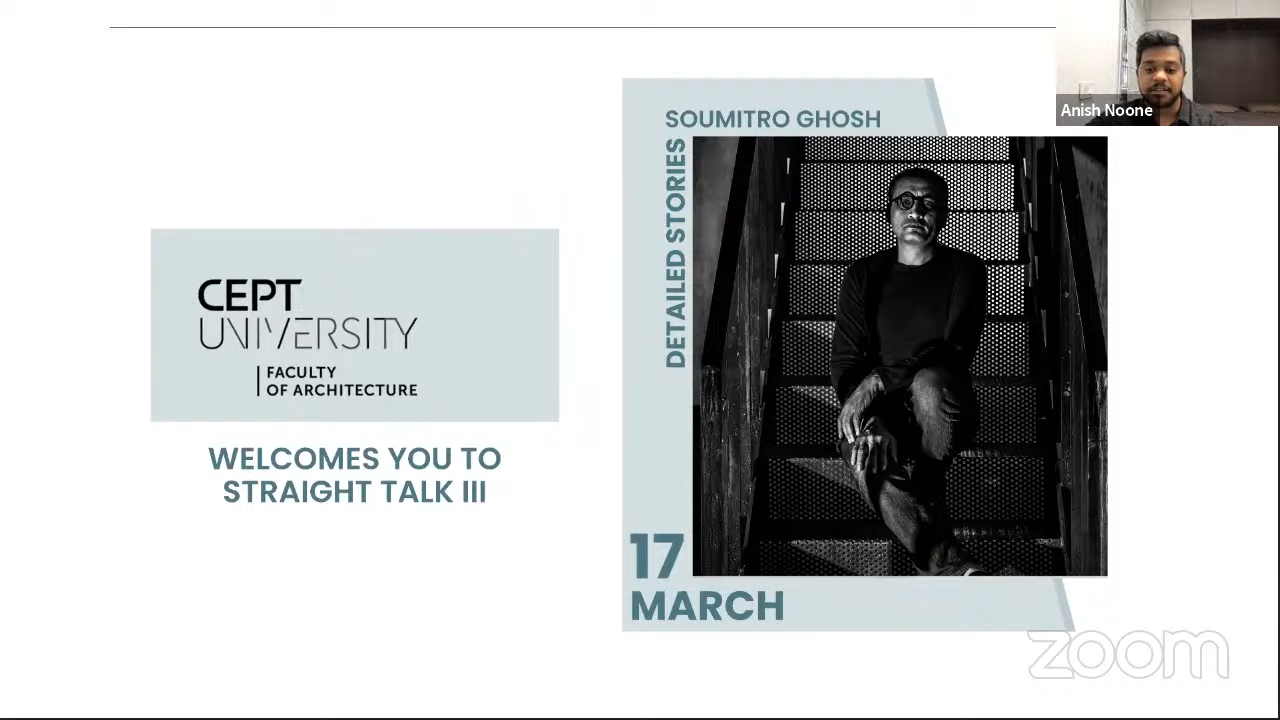 CEPT
UNIVERSITY
FACULTY
OF ARCHITECTURE
WELCOMES YOU TO
STRAIGHT TALK III
SOUMITRO GHOSH
DETAILED STORIES
17
MARCH
Anish Noone
zoom